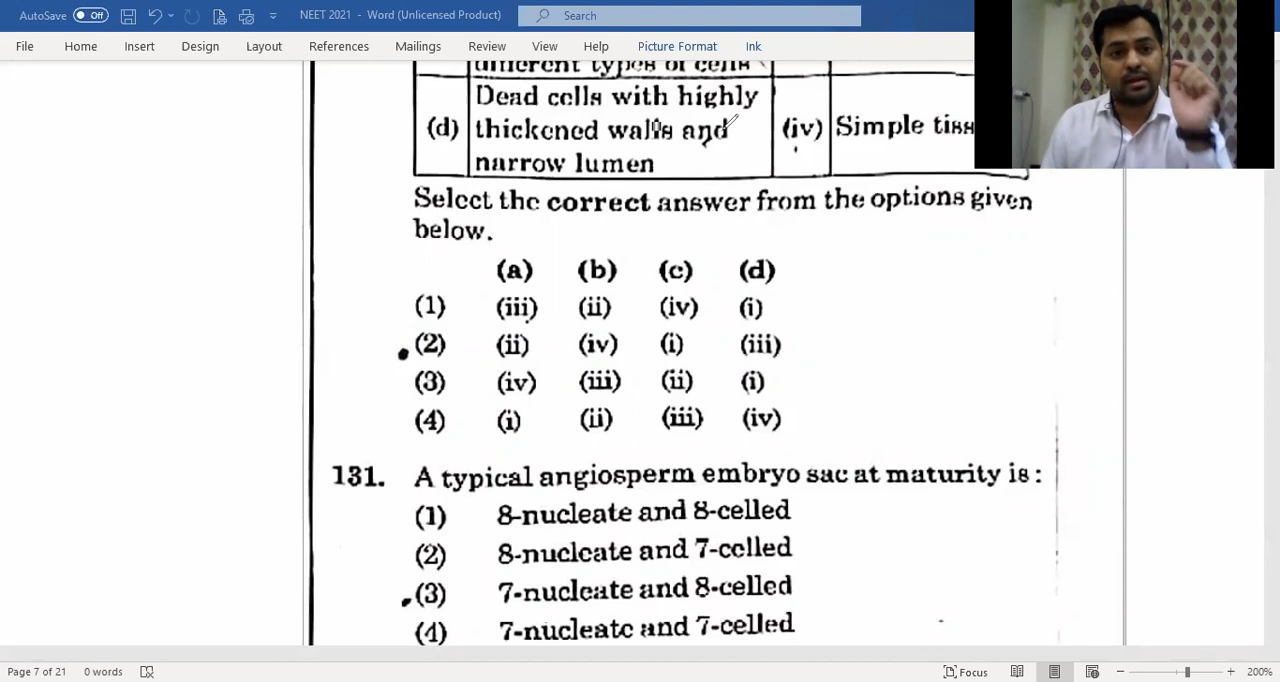 AutoSave Off NEET 2021 - Word (Unlicensed Product) Search
File Home Insert Design Layout References Mailings Review View Help Picture Format Ink
different types of cells
(d) Dead cells with highly thickened walls and narrow lumen (iv) Simple tiss
Select the correct answer from the options given
below.
(a) (b) (c) (d)
(1) (iii) (ii) (iv) (i)
(2) (ii) (iv) (i) (iii)
(3) (iv) (iii) (ii) (i)
(4) (i) (ii) (iii) (iv)
131. A typical angiosperm embryo sac at maturity is :
(1) 8-nucleate and 8-celled
(2) 8-nucleate and 7-celled
(3) 7-nucleate and 8-celled
(4) 7-nucleate and 7-celled
Page 7 of 21 0 words Focus 200%